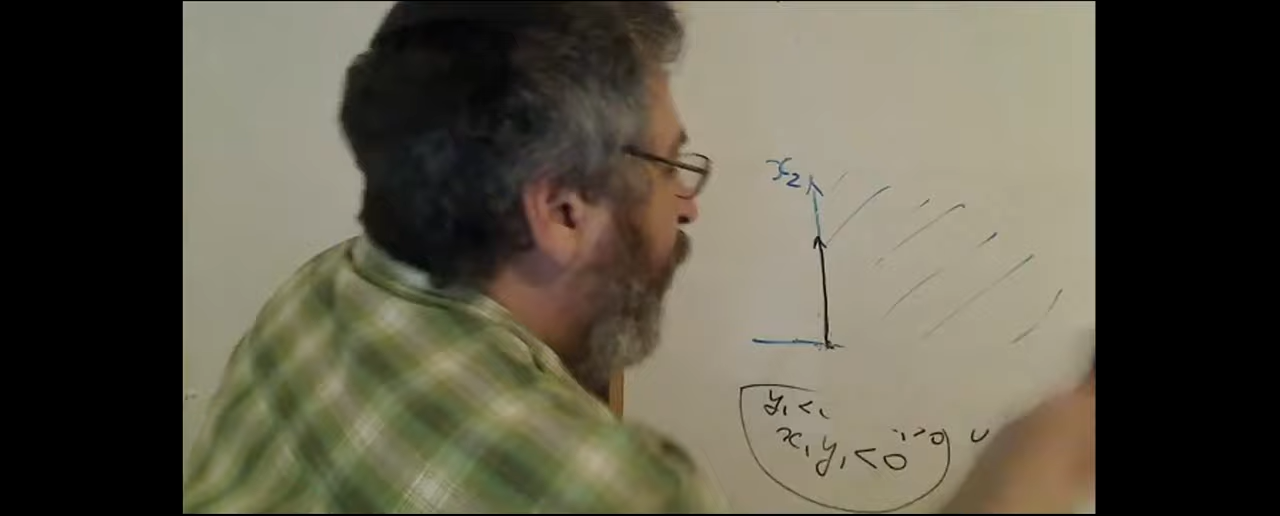 x₂
y₁ <
x₁ y₁ < 0